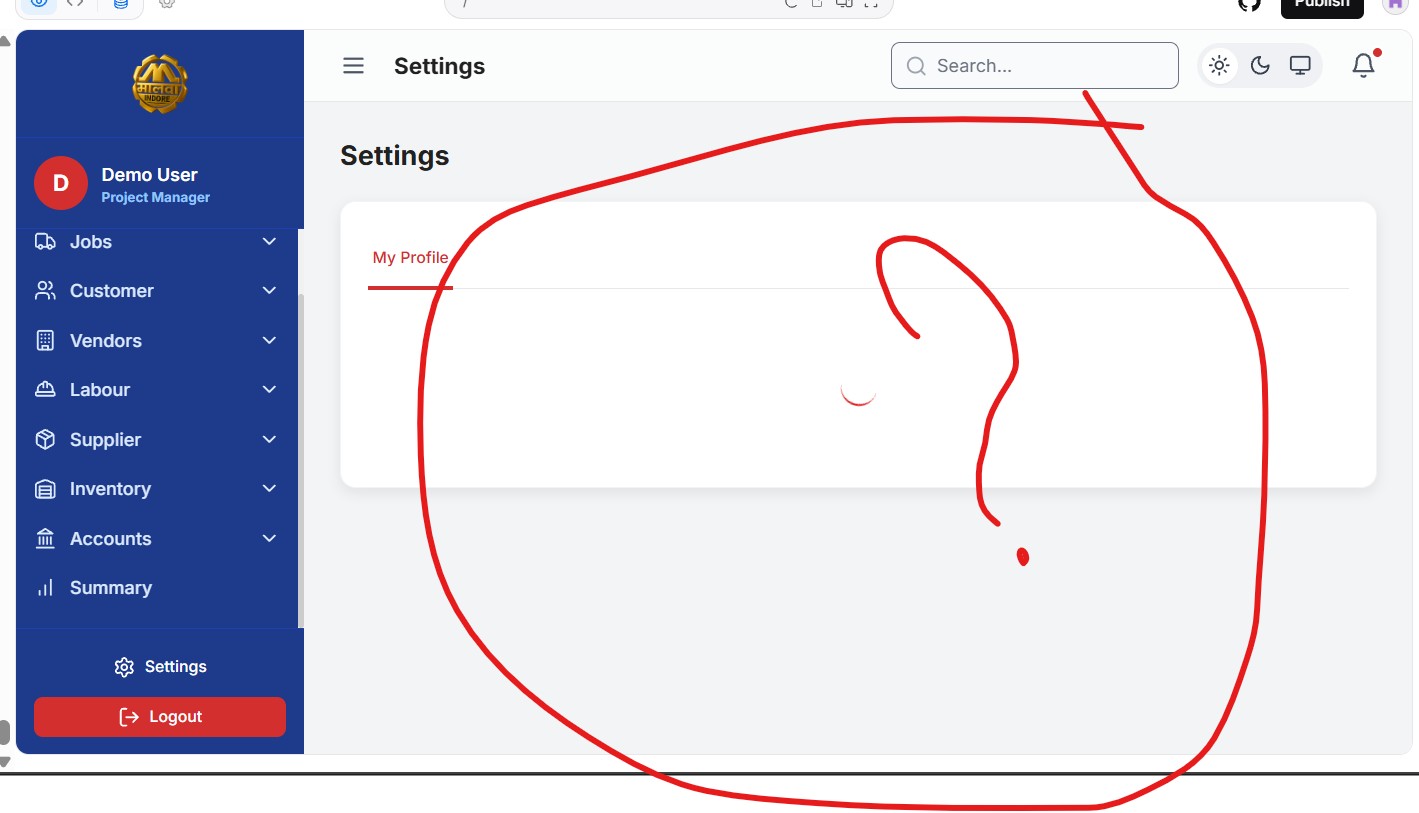 /
Publish
Settings
Search...
INDORE
Settings
D
Demo User
Project Manager
My Profile
Jobs
Customer
Vendors
Labour
Supplier
Inventory
Accounts
Summary
Settings
Logout
?